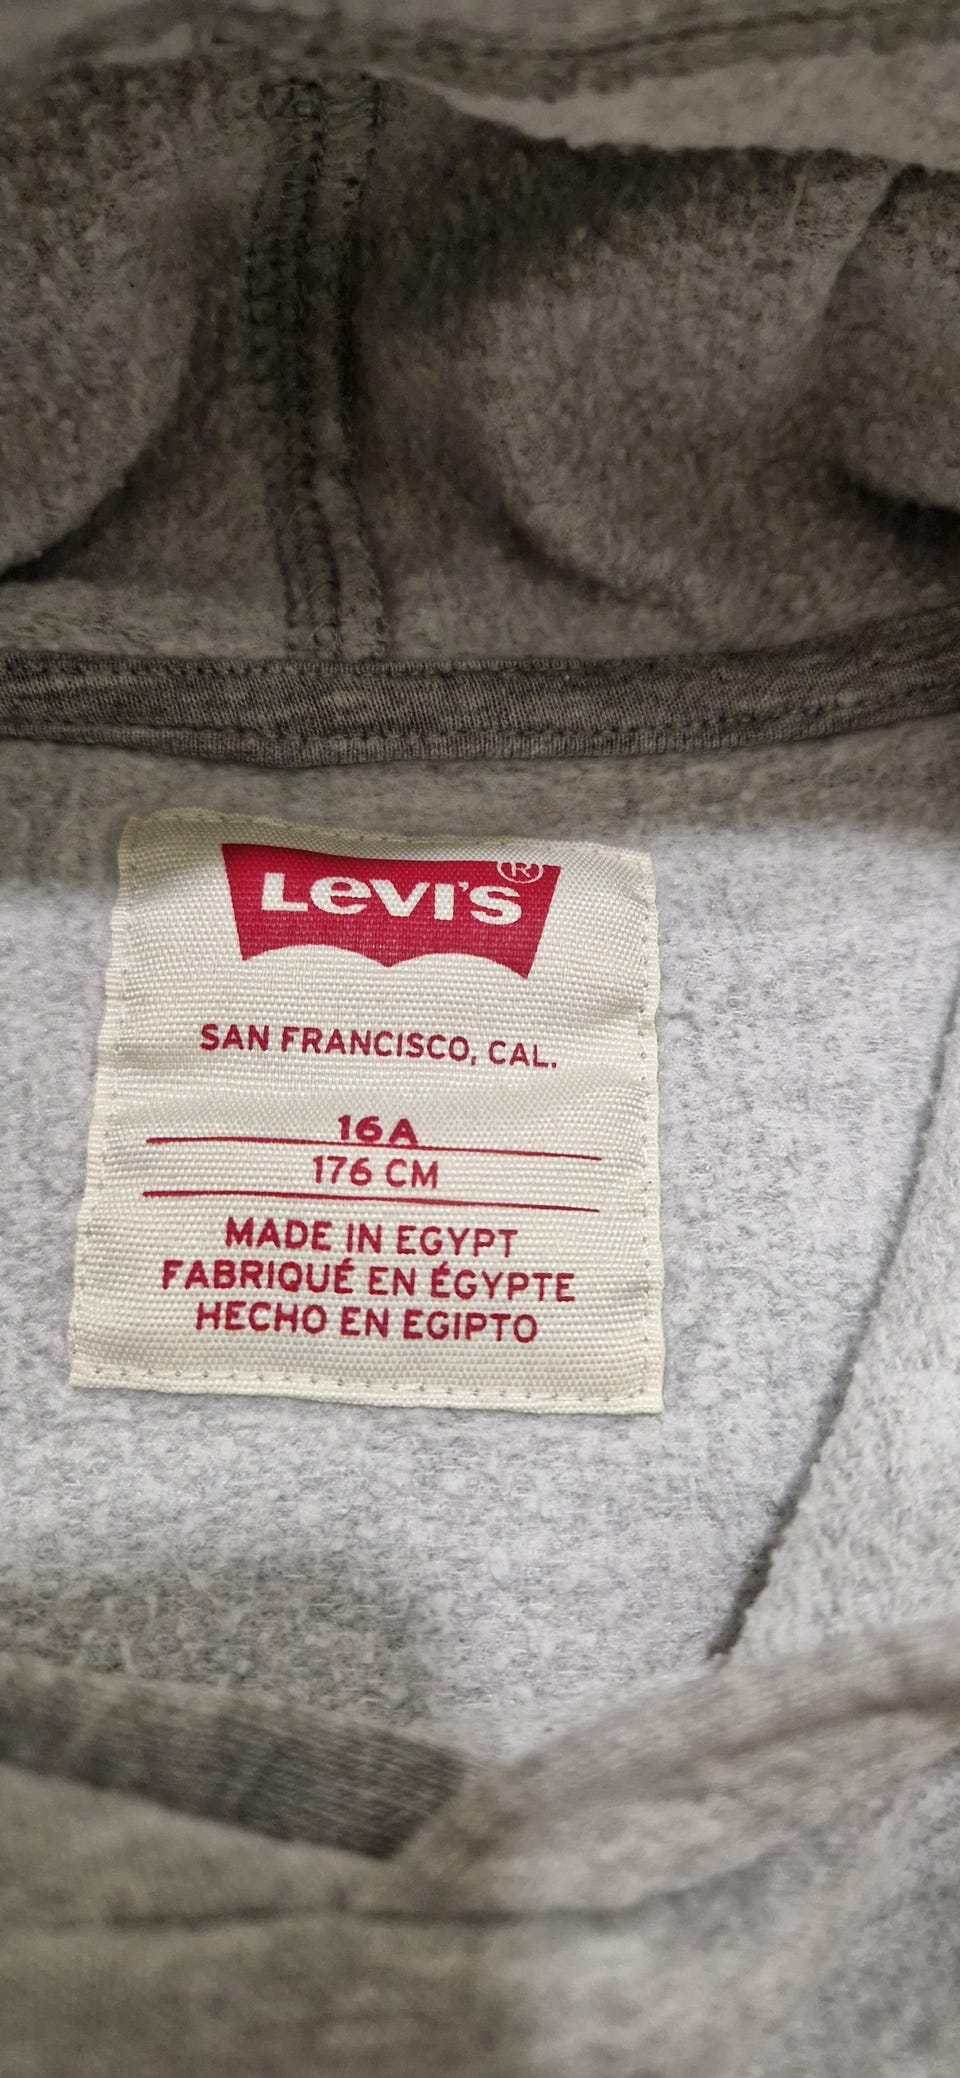 Levi's®
SAN FRANCISCO, CAL.
16A
176 CM
MADE IN EGYPT
FABRIQUÉ EN ÉGYPTE
HECHO EN EGIPTO